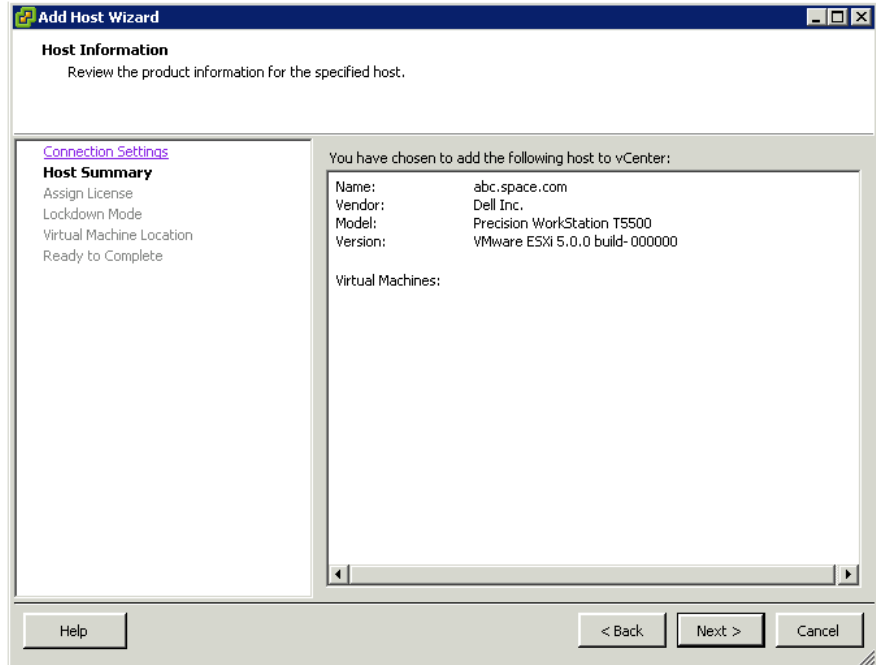 Add Host Wizard
Host Information
Review the product information for the specified host.
Connection Settings
Host Summary
Assign License
Lockdown Mode
Virtual Machine Location
Ready to Complete
You have chosen to add the following host to vCenter:
Name: abc.space.com
Vendor: Dell Inc.
Model: Precision WorkStation T5500
Version: VMware ESXi 5.0.0 build-000000
Virtual Machines:
Help
< Back
Next >
Cancel